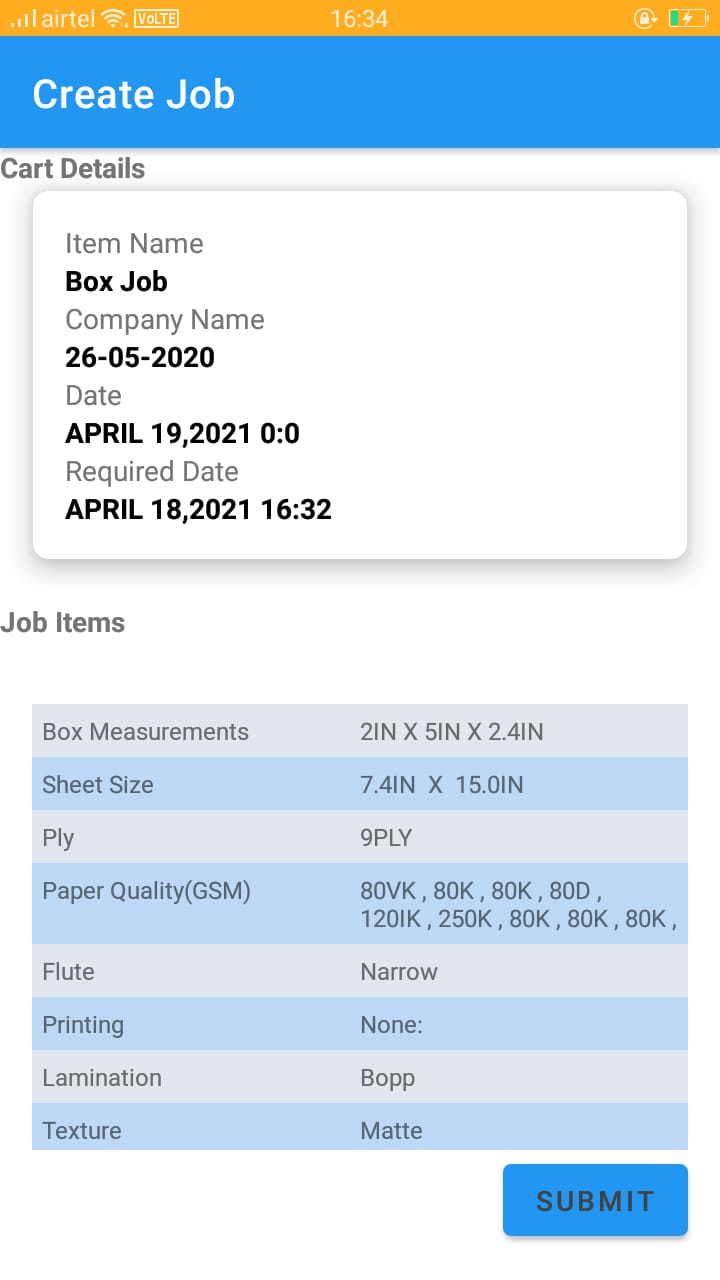 airtel VoLTE 16:34
Create Job
Cart Details
Item Name
Box Job
Company Name
26-05-2020
Date
APRIL 19,2021 0:0
Required Date
APRIL 18,2021 16:32
Job Items
Box Measurements 2IN X 5IN X 2.4IN
Sheet Size 7.4IN X 15.0IN
Ply 9PLY
Paper Quality(GSM) 80VK , 80K , 80K , 80D ,
120IK , 250K , 80K , 80K , 80K ,
Flute Narrow
Printing None:
Lamination Bopp
Texture Matte
SUBMIT